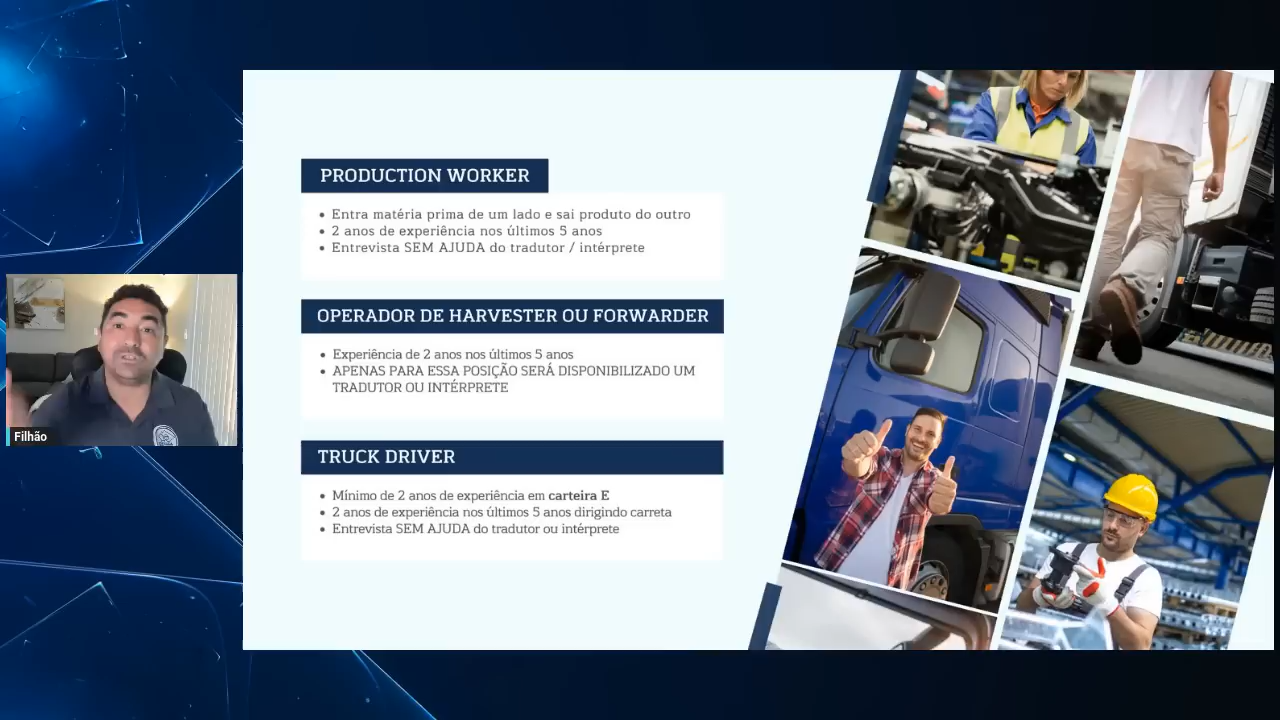 PRODUCTION WORKER
• Entra matéria prima de um lado e sai produto do outro
• 2 anos de experiência nos últimos 5 anos
• Entrevista SEM AJUDA do tradutor / intérprete
OPERADOR DE HARVESTER OU FORWARDER
• Experiência de 2 anos nos últimos 5 anos
• APENAS PARA ESSA POSIÇÃO SERÁ DISPONIBILIZADO UM
TRADUTOR OU INTÉRPRETE
TRUCK DRIVER
• Mínimo de 2 anos de experiência em carteira E
• 2 anos de experiência nos últimos 5 anos dirigindo carreta
• Entrevista SEM AJUDA do tradutor ou intérprete
Filhão